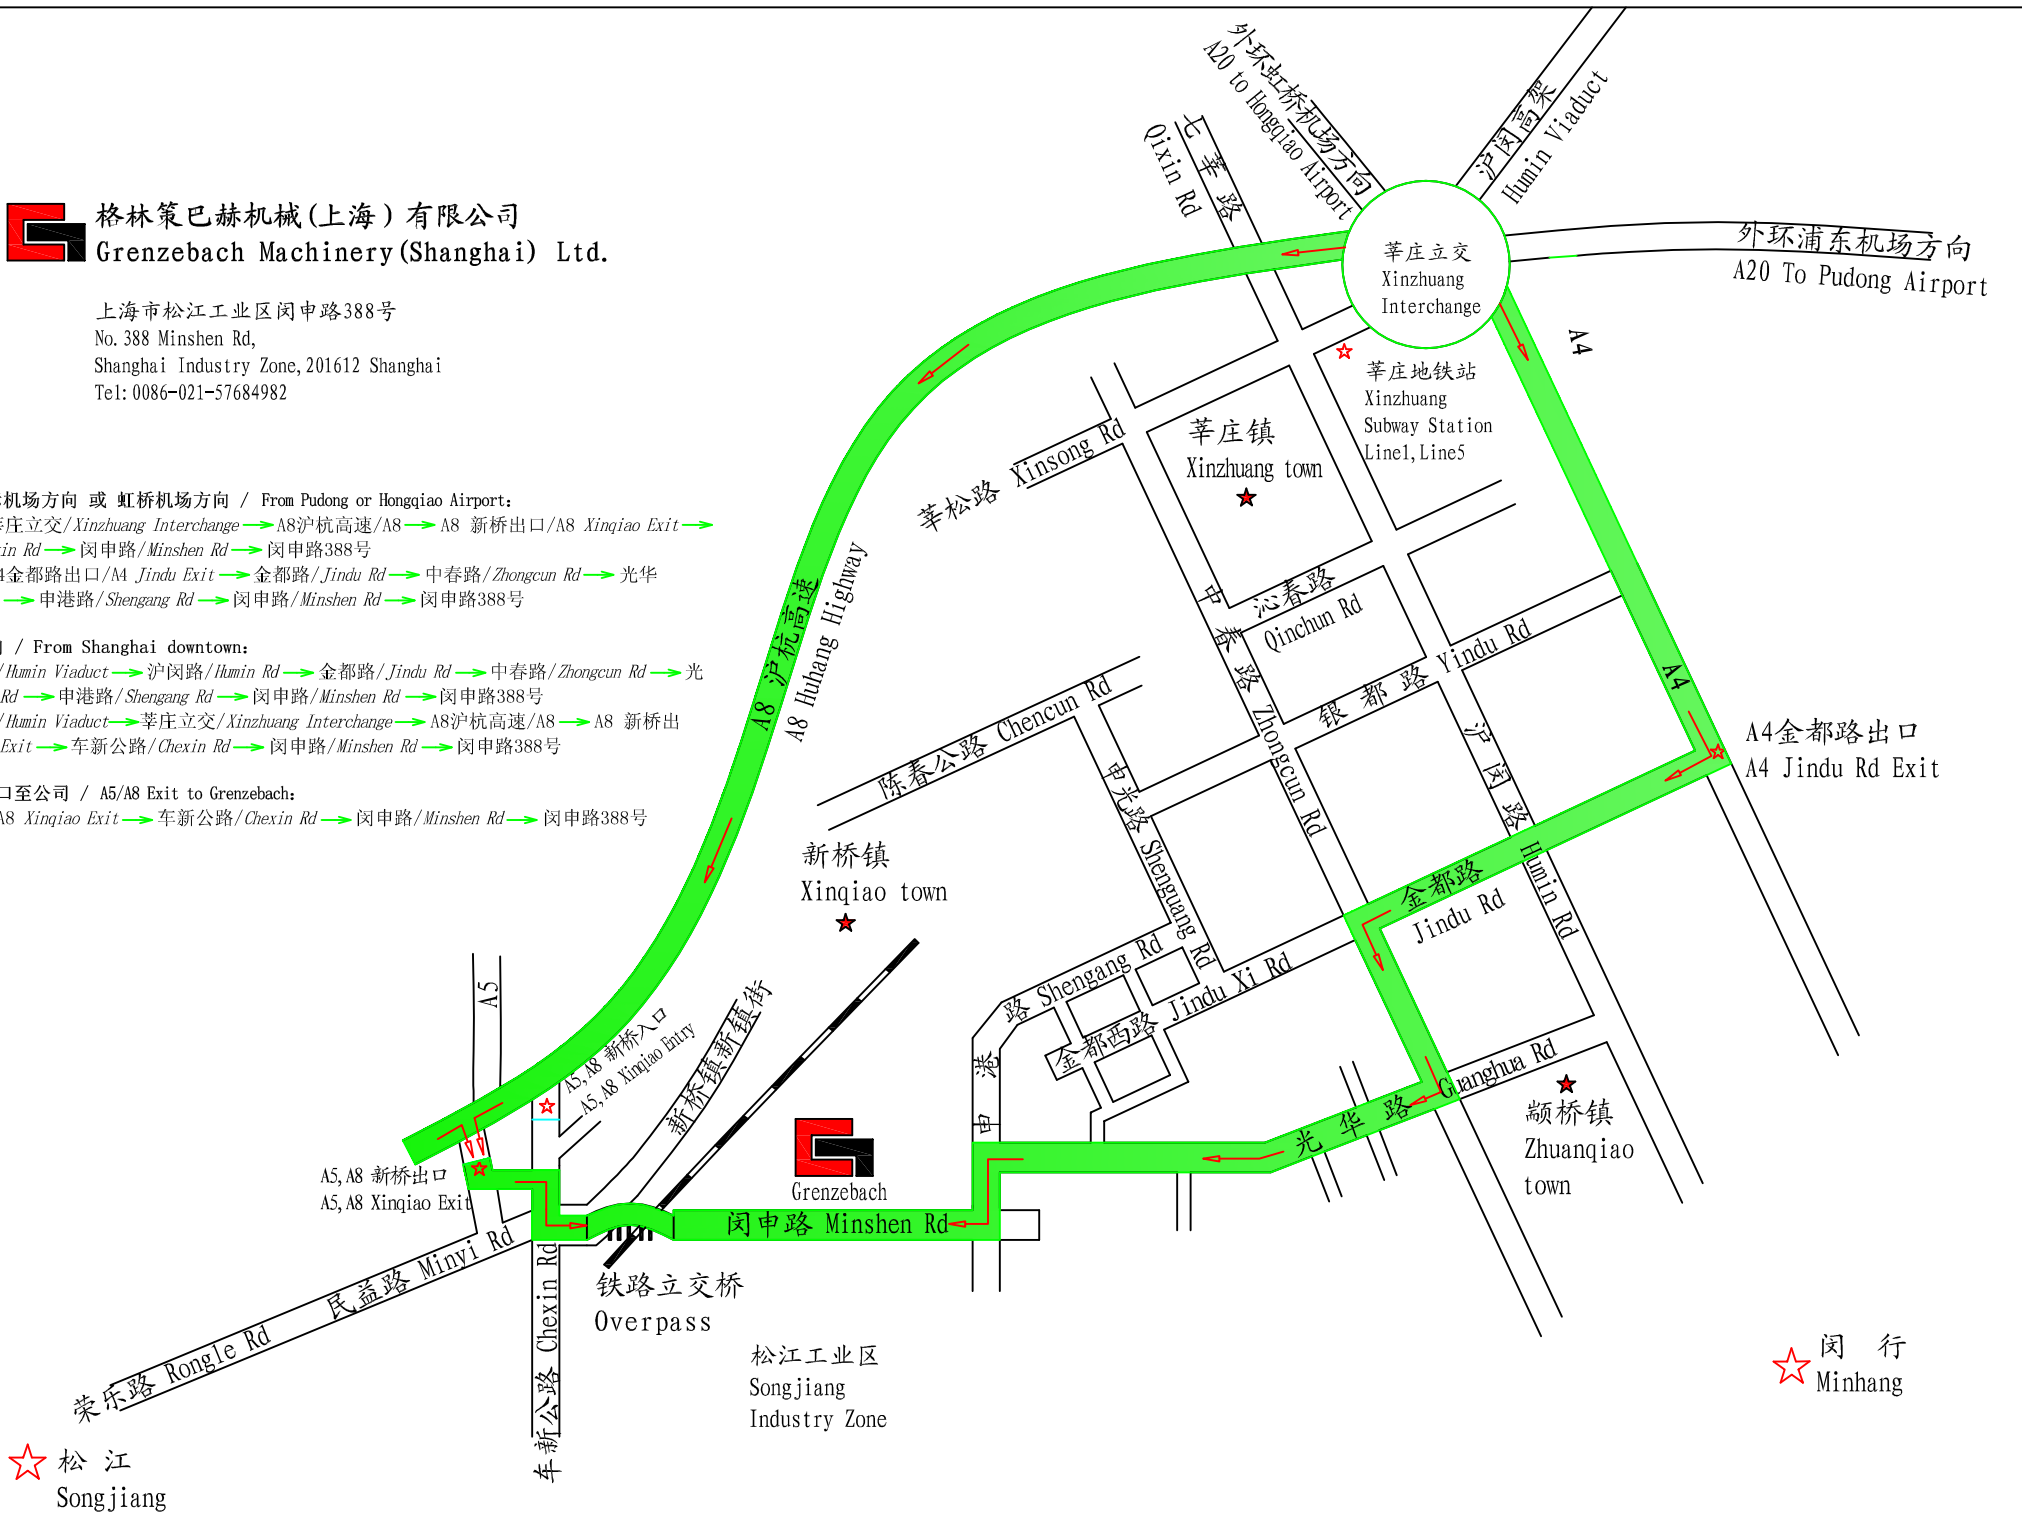 格林策巴赫机械(上海)有限公司
Grenzebach Machinery(Shanghai) Ltd.
上海市松江工业区闵申路388号
No.388 Minshen Rd,
Shanghai Industry Zone,201612 Shanghai
Tel:0086-021-57684982
机场方向 或 虹桥机场方向 / From Pudong or Hongqiao Airport:
庄立交/Xinzhuang Interchange → A8沪杭高速/A8 → A8 新桥出口/A8 Xinqiao Exit →
in Rd → 闵申路/Minshen Rd → 闵申路388号
4金都路出口/A4 Jindu Exit → 金都路/Jindu Rd → 中春路/Zhongcun Rd → 光华
→ 申港路/Shengang Rd → 闵申路/Minshen Rd → 闵申路388号
/ From Shanghai downtown:
/Humin Viaduct → 沪闵路/Humin Rd → 金都路/Jindu Rd → 中春路/Zhongcun Rd → 光
Rd → 申港路/Shengang Rd → 闵申路/Minshen Rd → 闵申路388号
/Humin Viaduct → 莘庄立交/Xinzhuang Interchange → A8沪杭高速/A8 → A8 新桥出
Exit → 车新公路/Chexin Rd → 闵申路/Minshen Rd → 闵申路388号
口至公司 / A5/A8 Exit to Grenzebach:
A8 Xinqiao Exit → 车新公路/Chexin Rd → 闵申路/Minshen Rd → 闵申路388号
外环虹桥机场方向
A20 to Hongqiao Airport
沪闵高架
Humin Viaduct
七莘路
Qixin Rd
外环浦东机场方向
A20 To Pudong Airport
莘庄立交
Xinzhuang
Interchange
A4
莘庄地铁站
Xinzhuang
Subway Station
Line1,Line5
莘庄镇
Xinzhuang town
莘松路 Xinsong Rd
A8 沪杭高速
A8 Huhang Highway
中春路 Zhongcun Rd
沁春路
Qinchun Rd
银都路 Yindu Rd
A4
A4金都路出口
A4 Jindu Rd Exit
陈春公路 Chencun Rd
申光路 Shenguang Rd
沪闵路 Humin Rd
新桥镇
Xinqiao town
金都路
Jindu Rd
申港路 Shengang Rd
金都西路 Jindu Xi Rd
A5
A5,A8 新桥入口
A5,A8 Xinqiao Entry
新桥镇新镇街
光华路 Guanghua Rd
颛桥镇
Zhuanqiao
town
A5,A8 新桥出口
A5,A8 Xinqiao Exit
Grenzebach
闵申路 Minshen Rd
民益路 Minyi Rd
荣乐路 Rongle Rd
车新公路 Chexin Rd
铁路立交桥
Overpass
松江工业区
Songjiang
Industry Zone
闵 行
Minhang
松 江
Songjiang